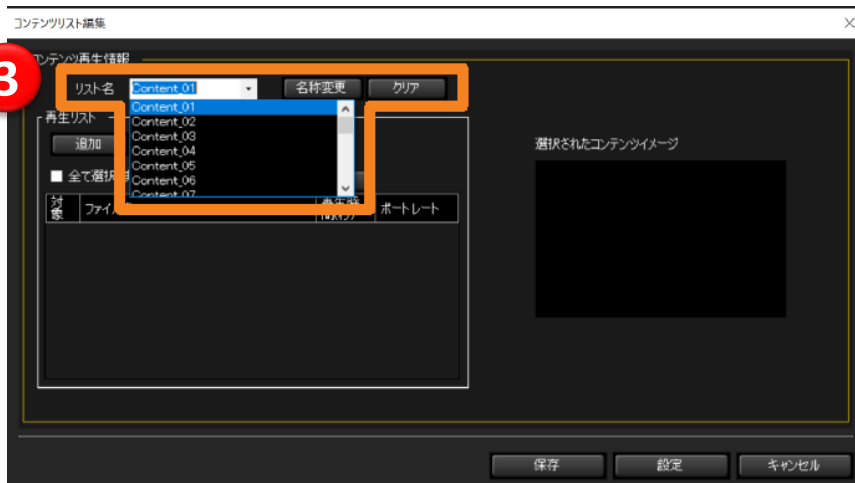 コンテンツリスト編集
3
コンテンツ再生情報
リスト名 Content_01 名称変更 クリア
Content_01
Content_02
Content_03
Content_04
Content_05
Content_06
Content_07
再生リスト
追加
全て選択
対象 ファイル ポートレート
選択されたコンテンツイメージ
保存 設定 キャンセル